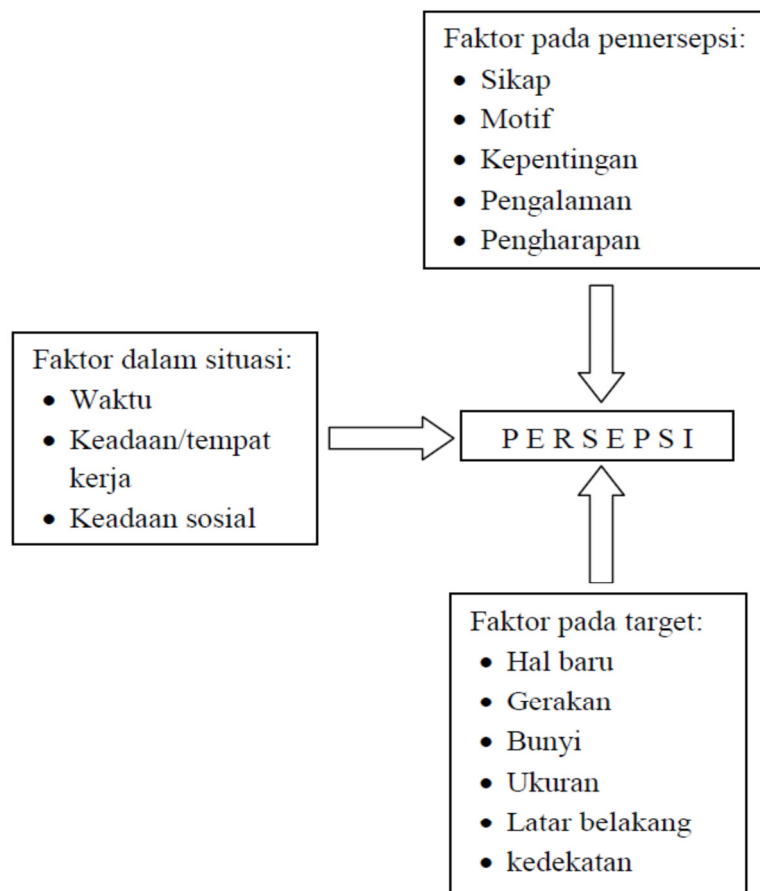 Faktor pada pemersepsi:
• Sikap
• Motif
• Kepentingan
• Pengalaman
• Pengharapan
Faktor dalam situasi:
• Waktu
• Keadaan/tempat
kerja
• Keadaan sosial
P E R S E P S I
Faktor pada target:
• Hal baru
• Gerakan
• Bunyi
• Ukuran
• Latar belakang
• kedekatan